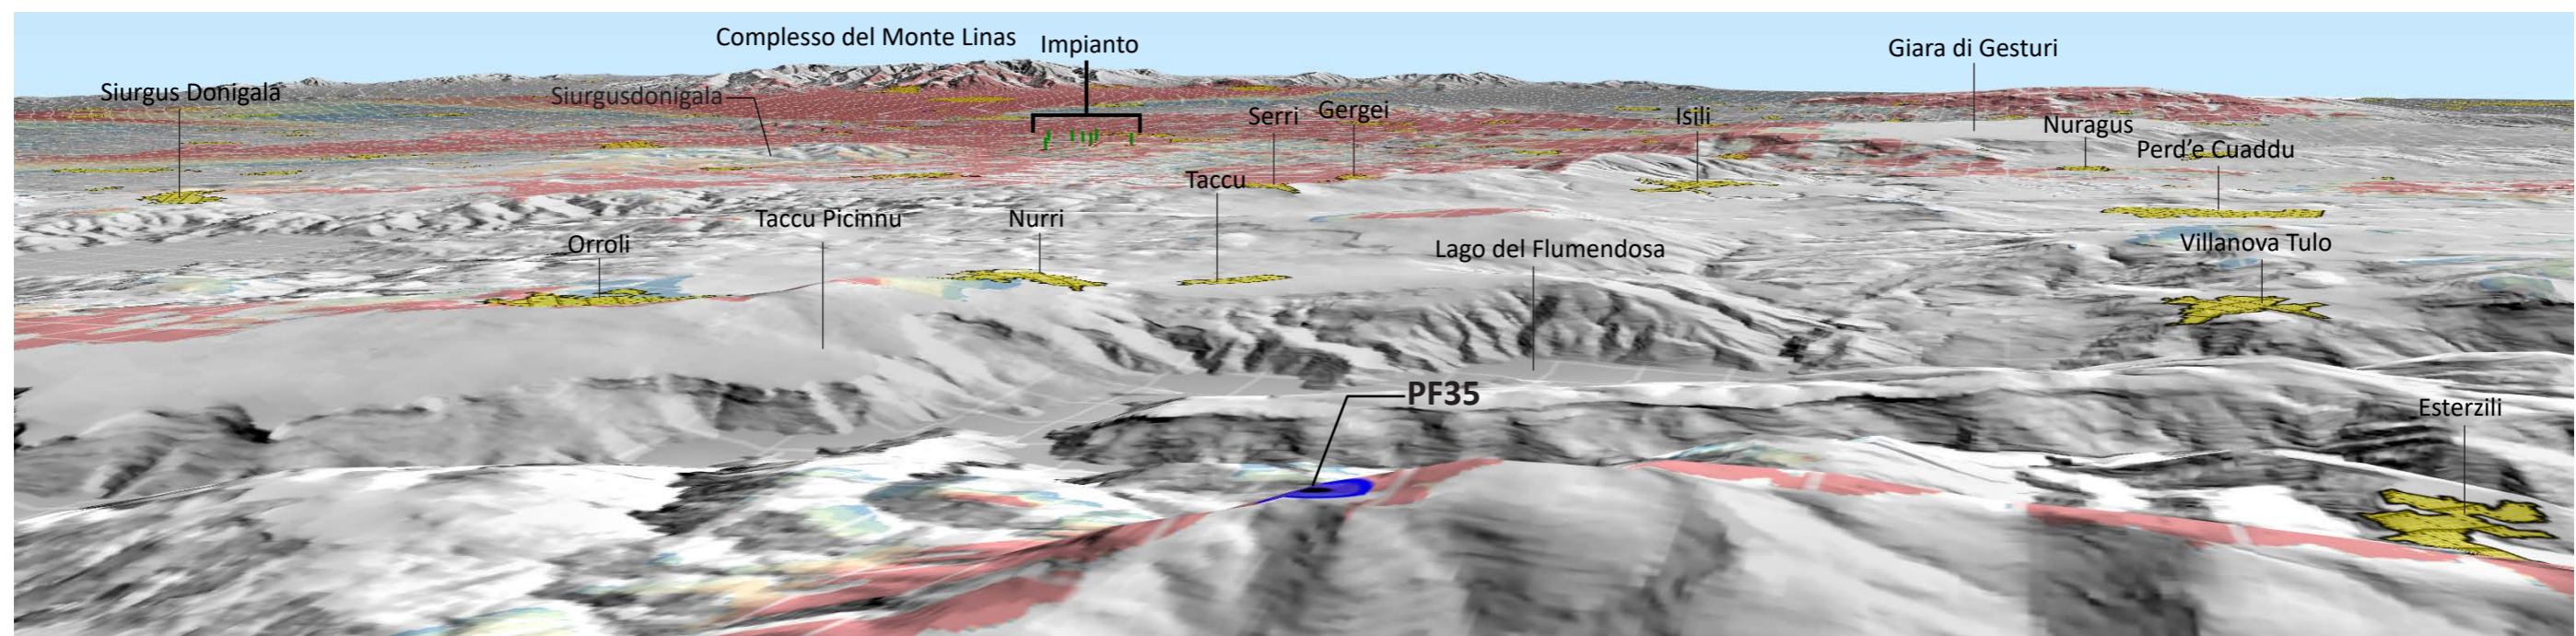 Complesso del Monte Linas
Impianto
Giara di Gesturi
Siurgus Donigala
Siurgusdonigala
Serri
Gergei
Isili
Nuragus
Perd’e Cuaddu
Taccu
Taccu Picinnu
Nurri
Orroli
Lago del Flumendosa
Villanova Tulo
PF35
Esterzili